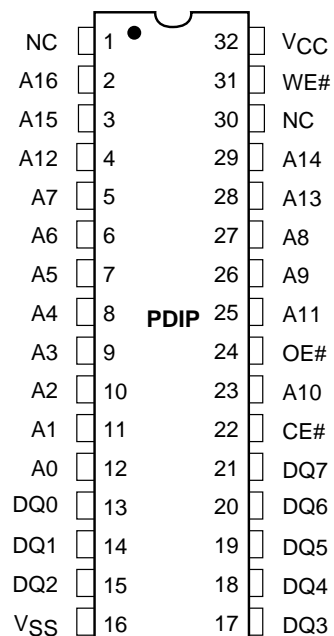 NC 1 32 VCC
A16 2 31 WE#
A15 3 30 NC
A12 4 29 A14
A7 5 28 A13
A6 6 27 A8
A5 7 26 A9
A4 8 PDIP 25 A11
A3 9 24 OE#
A2 10 23 A10
A1 11 22 CE#
A0 12 21 DQ7
DQ0 13 20 DQ6
DQ1 14 19 DQ5
DQ2 15 18 DQ4
VSS 16 17 DQ3